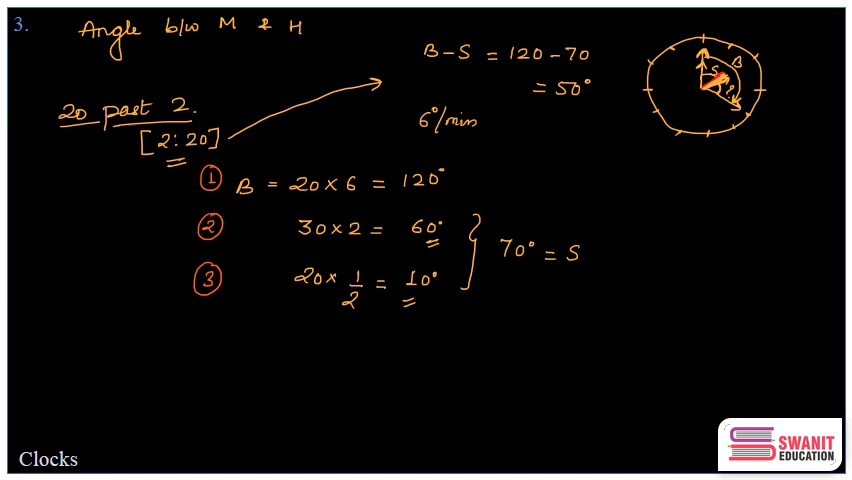 3.
Angle b/w M & H
B - S = 120 - 70
= 50°
6°/min
20 past 2.
[2:20]
① B = 20 × 6 = 120°
② 30 × 2 = 60°
③ 20 × 1/2 = 10°
70° = S
S
B
?
Clocks
SWANIT
EDUCATION